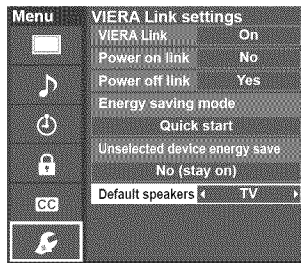 Menu
VIERA Link settings
VIERA Link On
Power on link No
Power off link Yes
Energy saving mode
Quick start
Unselected device energy save
No (stay on)
Default speakers TV
CC